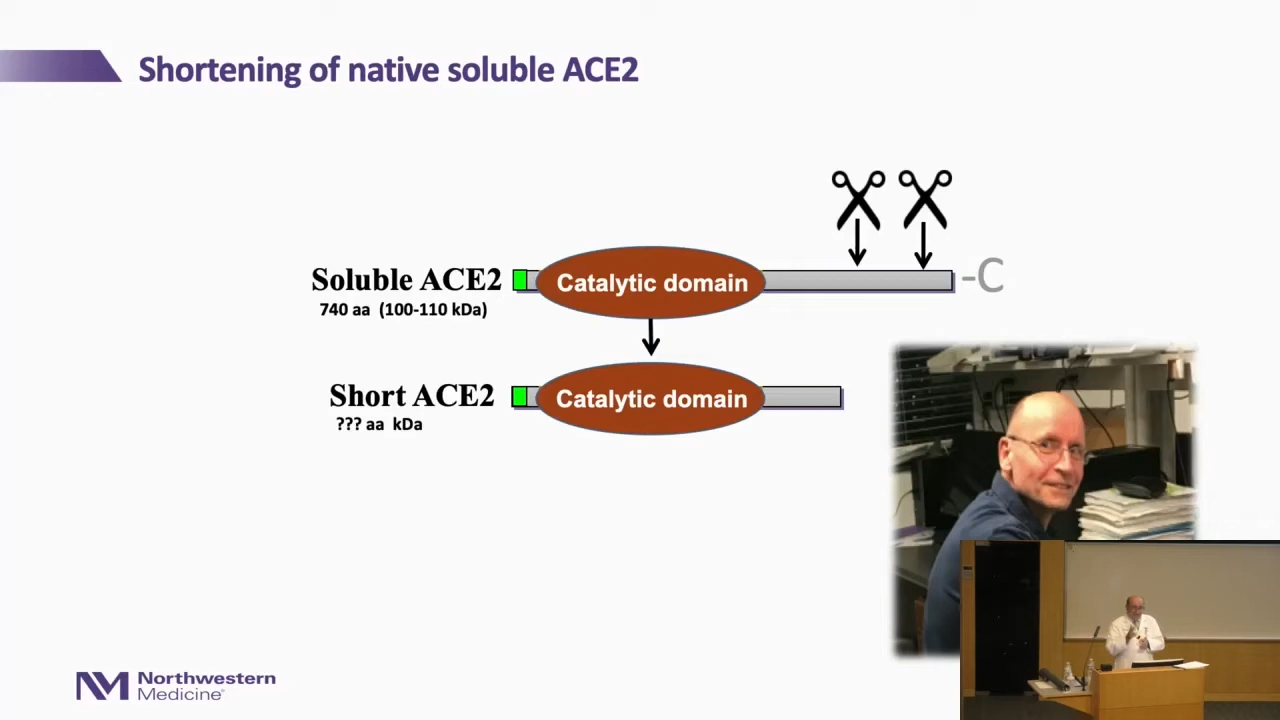 Shortening of native soluble ACE2
Soluble ACE2
740 aa (100-110 kDa)
Catalytic domain
-C
Short ACE2
??? aa kDa
Catalytic domain
NM Northwestern
Medicine®